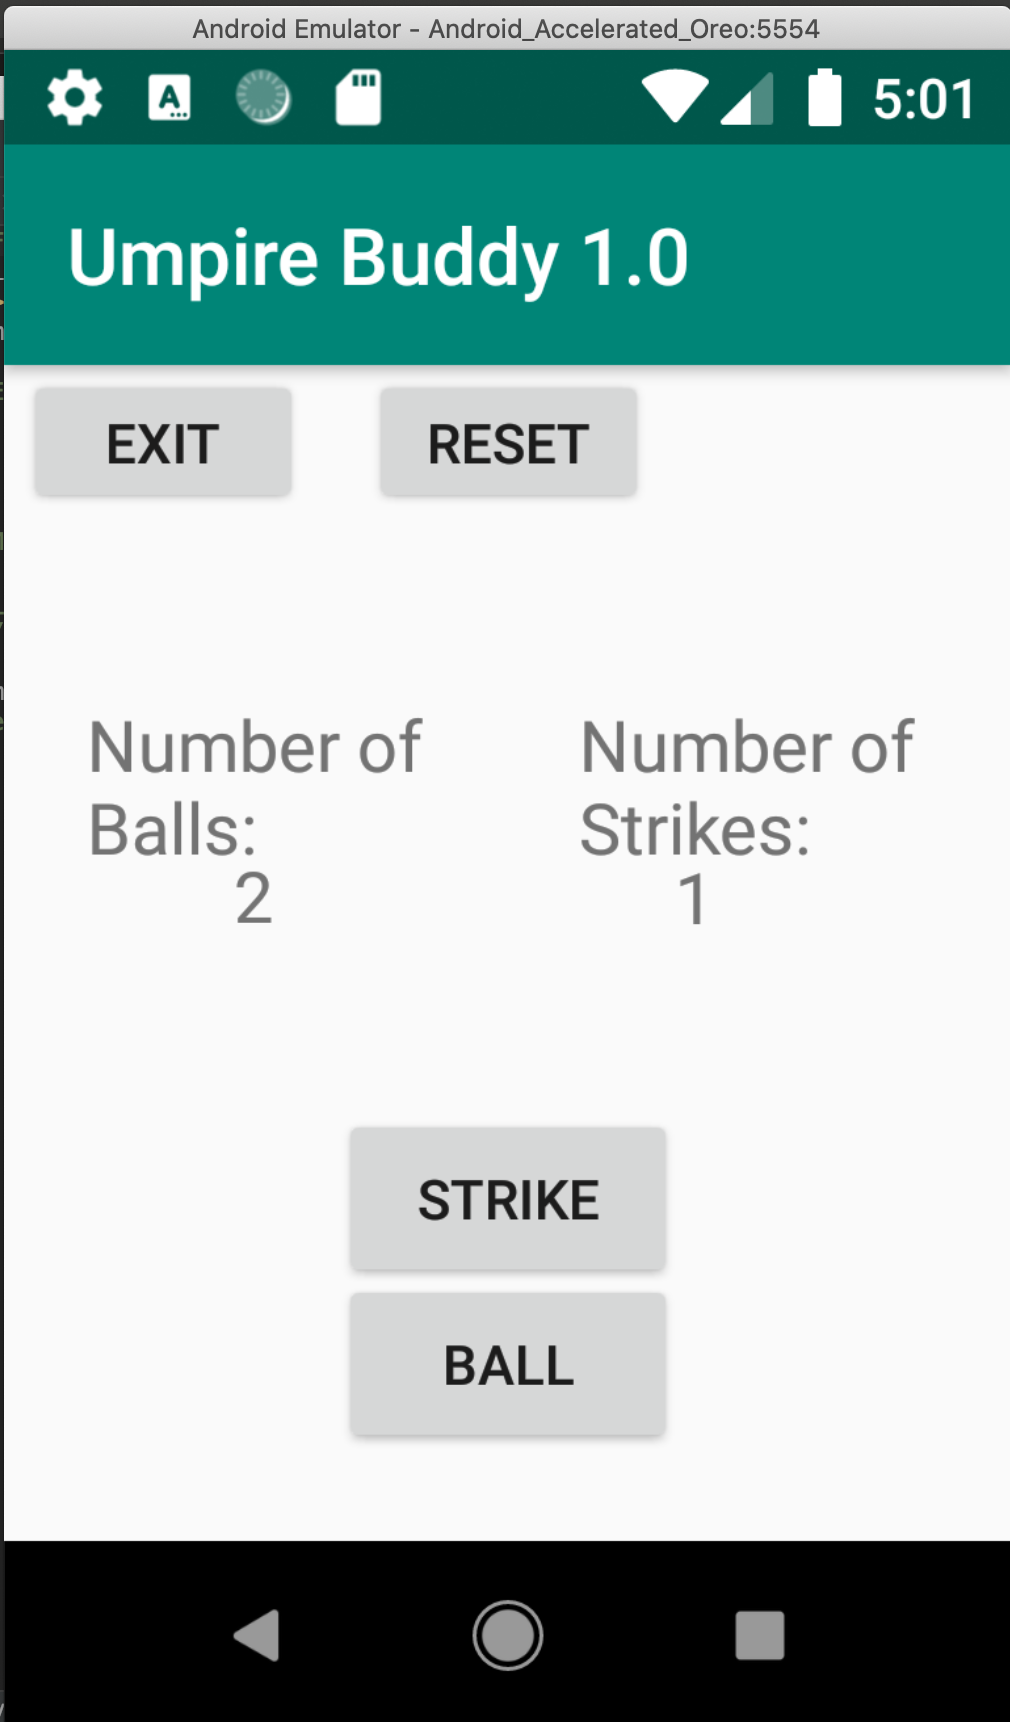 Android Emulator - Android_Accelerated_Oreo:5554
A 5:01
Umpire Buddy 1.0
EXIT RESET
Number of Number of
Balls: Strikes:
2 1
STRIKE
BALL